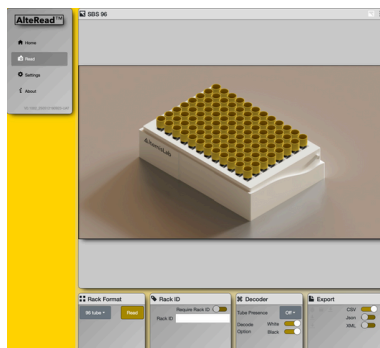 AlteRead™
Home
Read
Settings
About
SBS 96
AlternaLab
Rack Format
96 tube
Read
Rack ID
Require Rack ID
Rack ID
Decoder
Tube Presence
Off
Decode
Option
White
Black
Export
CSV
Json
XML